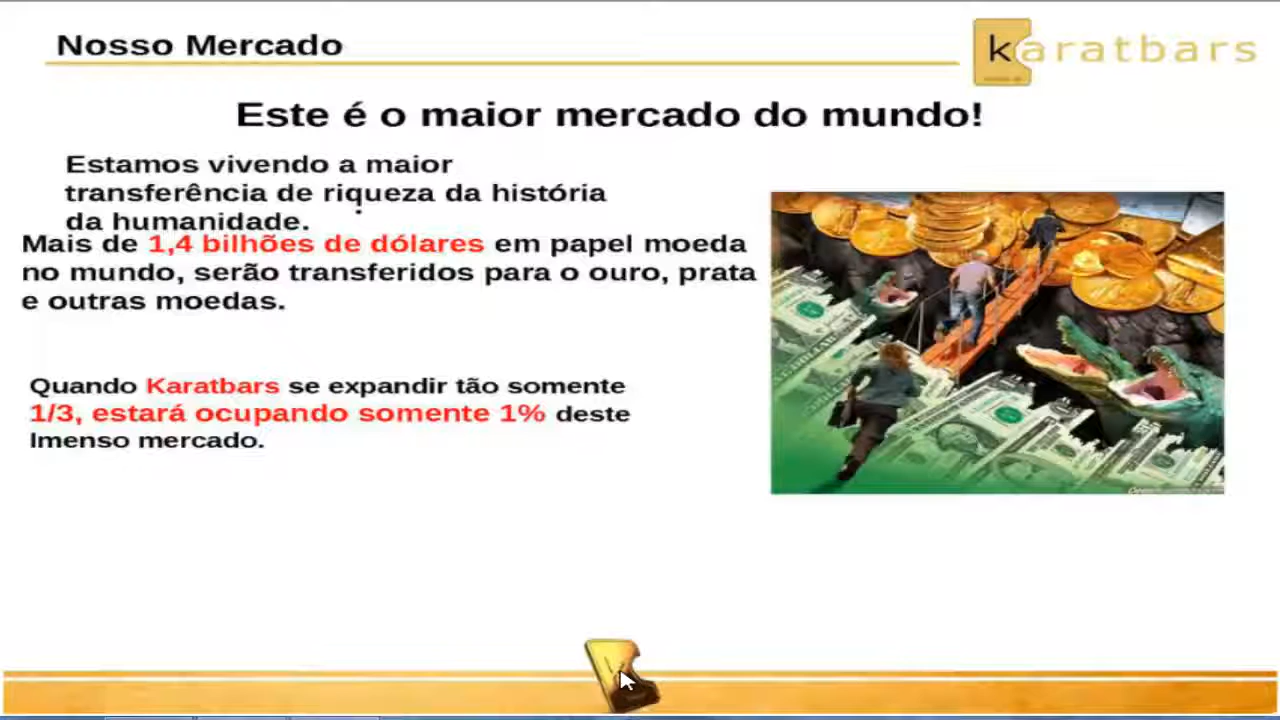 Nosso Mercado
karatbars
Este é o maior mercado do mundo!
Estamos vivendo a maior
transferência de riqueza da história
da humanidade.
Mais de 1,4 bilhões de dólares em papel moeda
no mundo, serão transferidos para o ouro, prata
e outras moedas.
Quando Karatbars se expandir tão somente
1/3, estará ocupando somente 1% deste
Imenso mercado.